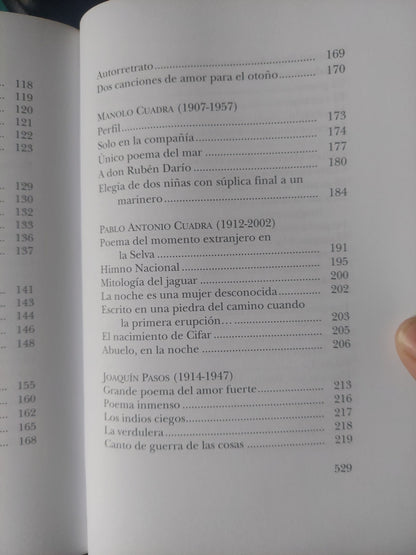 118
119
120
121
122
123
129
130
132
133
136
137
141
143
144
146
148
155
160
162
165
168
Autorretrato 169
Dos canciones de amor para el otoño 170
Manolo Cuadra (1907-1957)
Perfil 173
Solo en la compañía 174
Único poema del mar 177
A don Rubén Darío 180
Elegía de dos niñas con súplica final a un
marinero 184
Pablo Antonio Cuadra (1912-2002)
Poema del momento extranjero en
la Selva 191
Himno Nacional 195
Mitología del jaguar 200
La noche es una mujer desconocida 202
Escrito en una piedra del camino cuando
la primera erupción… 203
El nacimiento de Cifar 205
Abuelo, en la noche 206
Joaquín Pasos (1914-1947)
Grande poema del amor fuerte 213
Poema inmenso 216
Los indios ciegos 217
La verdulera 218
Canto de guerra de las cosas 219
529